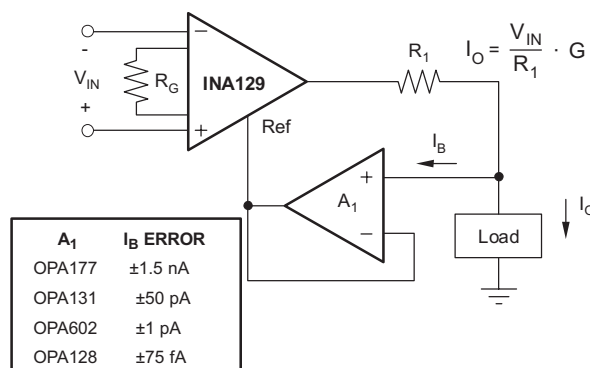 −
V_IN
+
R_G
−
INA129
+
Ref
R_1
I_O = V_IN / R_1 · G
I_B
+
A_1
−
Load
I_O
A_1 I_B ERROR
OPA177 ±1.5 nA
OPA131 ±50 pA
OPA602 ±1 pA
OPA128 ±75 fA